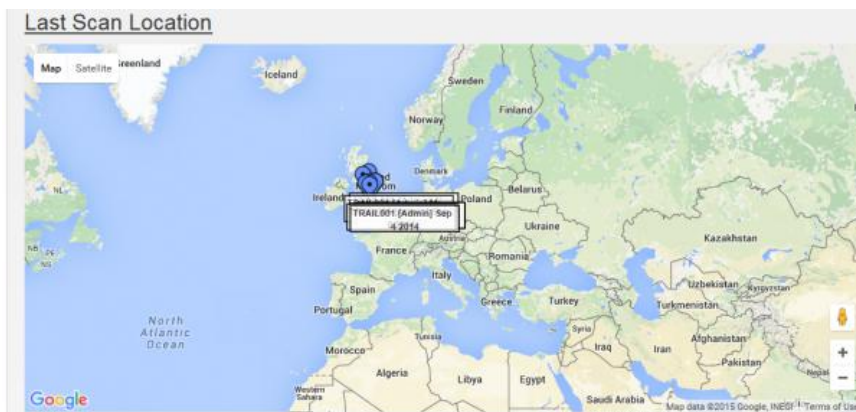 Last Scan Location
Map Satellite
Greenland
Iceland
Sweden
Finland
Norway
Denmark
Ireland
Poland
Belarus
TRAIL001 [Admin] Sep
4 2014
Ukraine
Kazakhstan
Austria
France
Romania
Italy
Uzbekistan
Kyrgyzstan
Spain
Portugal
Greece
Turkey
Turkmenistan
North
Atlantic
Ocean
Tunisia
Syria
Afghanistan
Morocco
Iraq
Iran
Pakistan
Algeria
Libya
Egypt
Western
Sahara
Saudi Arabia
Google
Map data ©2015 Google, INEGI
Terms of Use